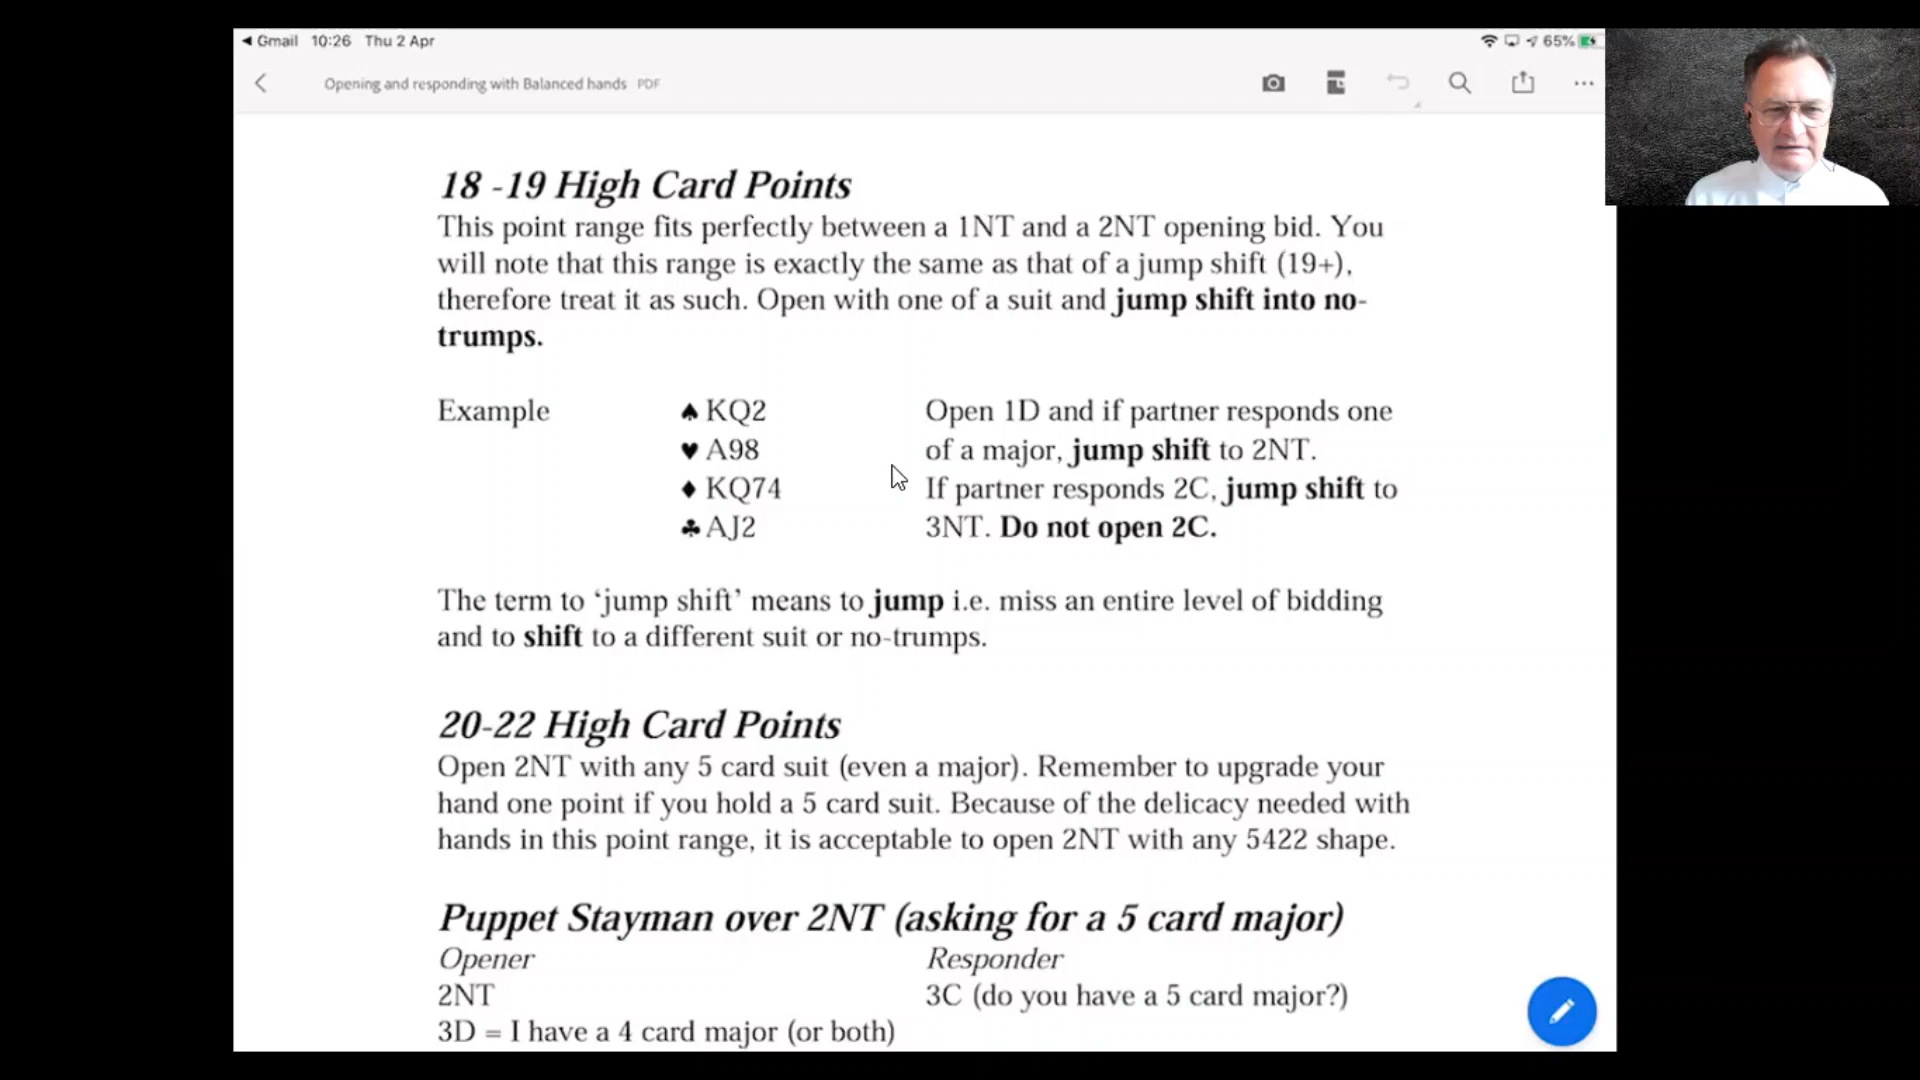 ◀ Gmail 10:26 Thu 2 Apr 65%
Opening and responding with Balanced hands PDF
18 -19 High Card Points
This point range fits perfectly between a 1NT and a 2NT opening bid. You
will note that this range is exactly the same as that of a jump shift (19+),
therefore treat it as such. Open with one of a suit and jump shift into no-
trumps.
Example ♠ KQ2 Open 1D and if partner responds one
♥ A98 of a major, jump shift to 2NT.
♦ KQ74 If partner responds 2C, jump shift to
♣ AJ2 3NT. Do not open 2C.
The term to ‘jump shift’ means to jump i.e. miss an entire level of bidding
and to shift to a different suit or no-trumps.
20-22 High Card Points
Open 2NT with any 5 card suit (even a major). Remember to upgrade your
hand one point if you hold a 5 card suit. Because of the delicacy needed with
hands in this point range, it is acceptable to open 2NT with any 5422 shape.
Puppet Stayman over 2NT (asking for a 5 card major)
Opener Responder
2NT 3C (do you have a 5 card major?)
3D = I have a 4 card major (or both)